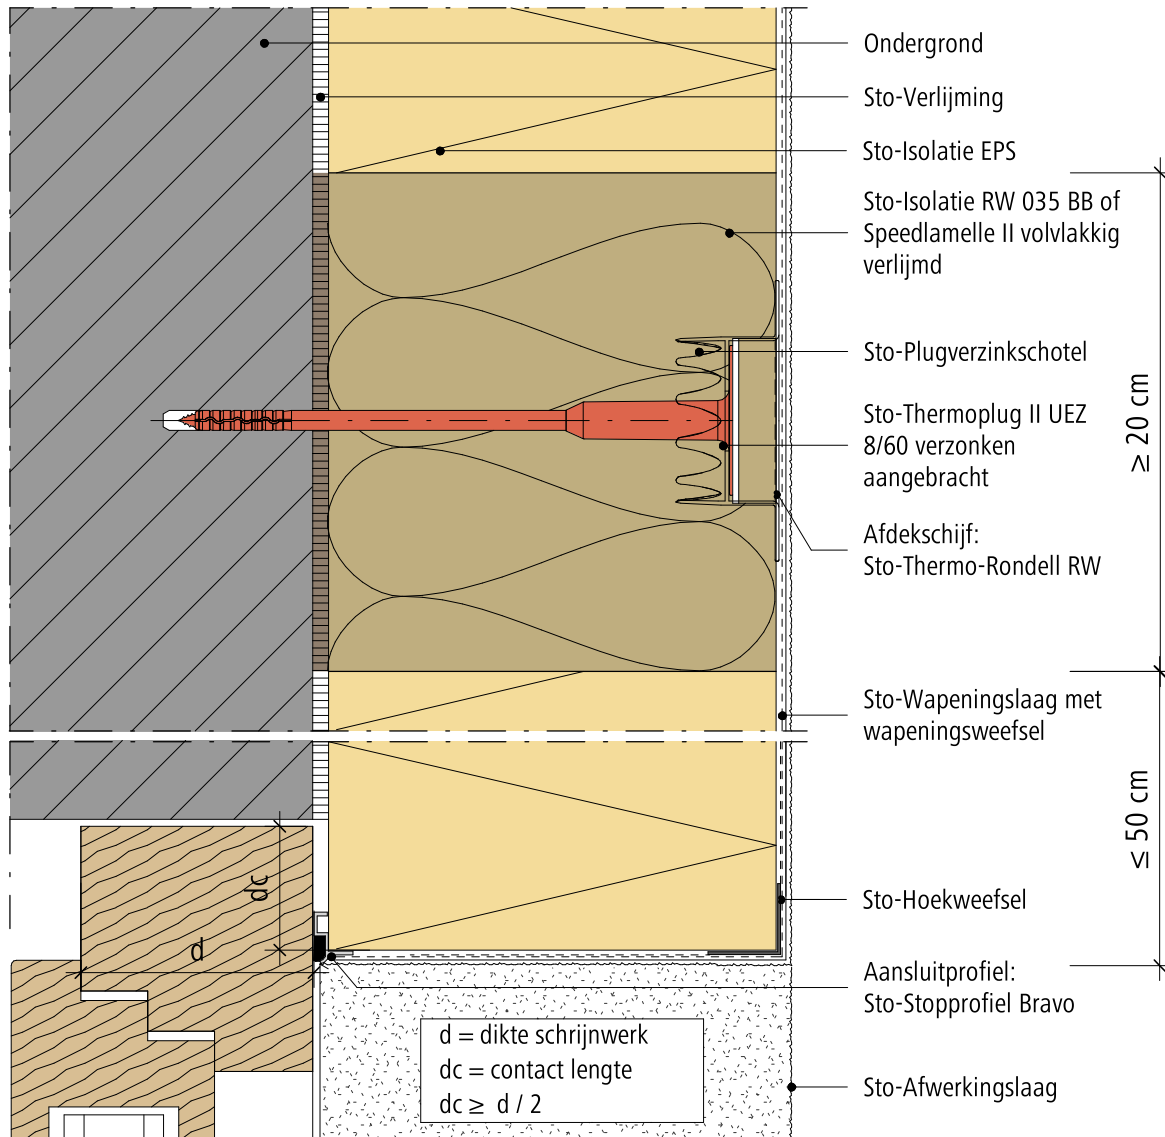 Ondergrond
Sto-Verlijming
Sto-Isolatie EPS
Sto-Isolatie RW 035 BB of
Speedlamelle II volvlakkig
verlijmd
Sto-Plugverzinkschotel
Sto-Thermoplug II UEZ
8/60 verzonken
aangebracht
≥ 20 cm
Afdekschijf:
Sto-Thermo-Rondell RW
Sto-Wapeningslaag met
wapeningsweefsel
≤ 50 cm
Sto-Hoekweefsel
dc
d
Aansluitprofiel:
Sto-Stopprofiel Bravo
d = dikte schrijnwerk
dc = contact lengte
dc ≥ d / 2
Sto-Afwerkingslaag